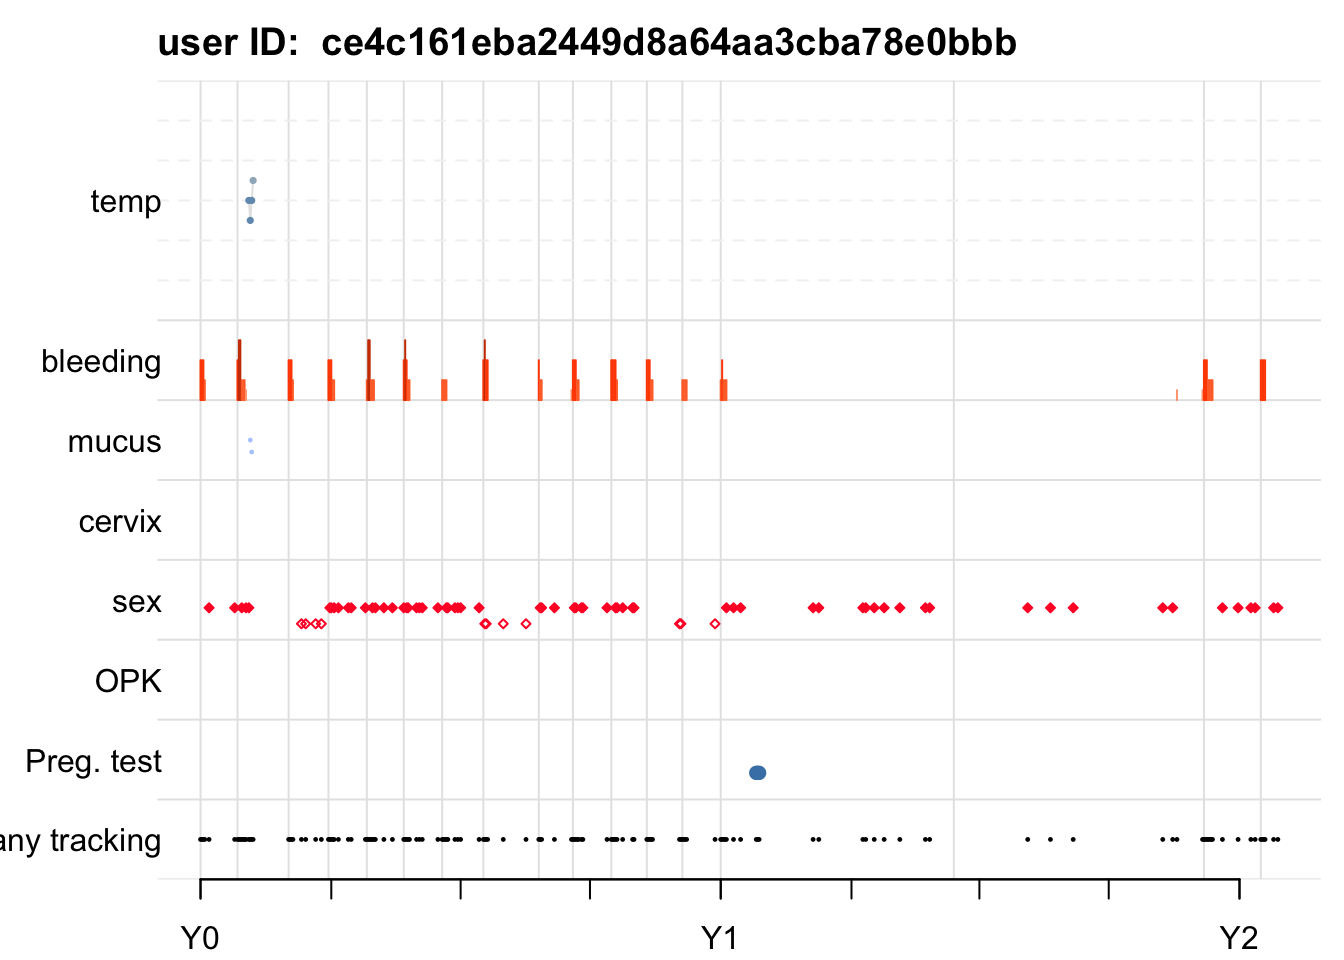 user ID:  ce4c161eba2449d8a64aa3cba78e0bbb
temp
bleeding
mucus
cervix
sex
OPK
Preg. test
any tracking
Y0 Y1 Y2